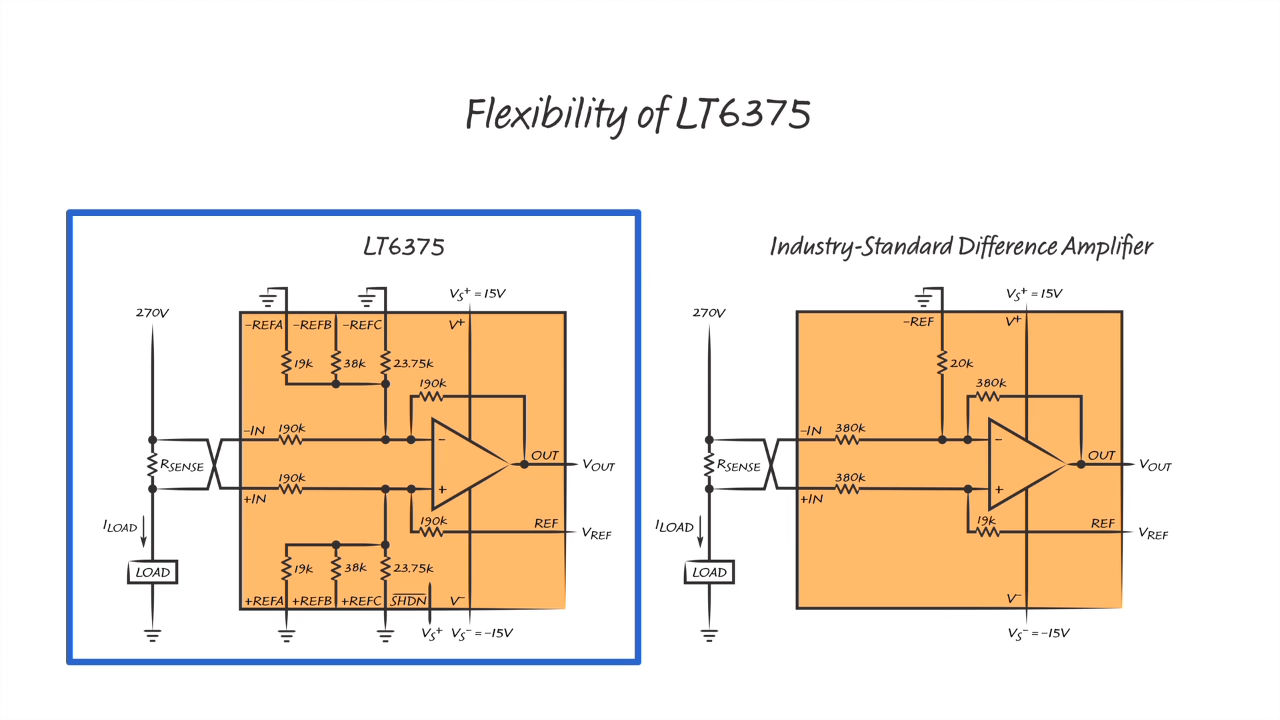 Flexibility of LT6375
LT6375
270V
VS+ = 15V
-REFA -REFB -REFC V+
19k 38k 23.75k
190k
-IN 190k
RSENSE
-
OUT VOUT
190k
+IN
+
190k
REF VREF
ILOAD
LOAD
19k 38k 23.75k
+REFA +REFB +REFC SHDN V-
VS+ VS- = -15V
Industry-Standard Difference Amplifier
270V
VS+ = 15V
-REF V+
20k
380k
-IN 380k
RSENSE
-
OUT VOUT
380k
+IN
+
19k
REF VREF
ILOAD
LOAD
V-
VS- = -15V